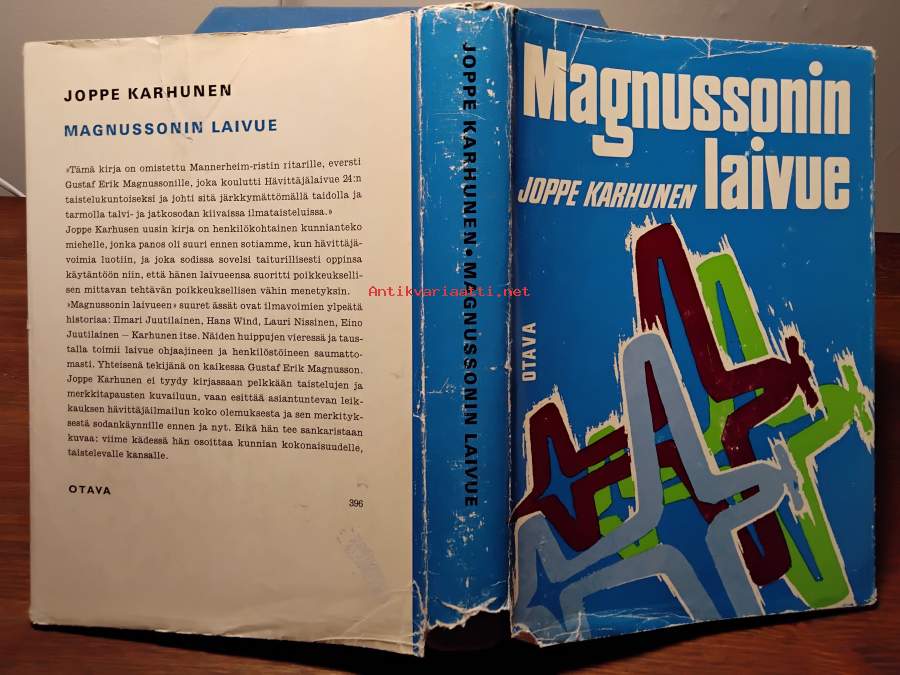 JOPPE KARHUNEN
MAGNUSSONIN LAIVUE
»Tämä kirja on omistettu Mannerheim-ristin ritarille, eversti
Gustaf Erik Magnussonille, joka koulutti Hävittäjälaivue 24:n
taistelukuntoiseksi ja johti sitä järkkymättömällä taidolla ja
tarmolla talvi- ja jatkosodan kiivaissa ilmataisteluissa.»
Joppe Karhusen uusin kirja on henkilökohtainen kunnianteko
miehelle, jonka panos oli suuri ennen sotiamme, kun hävittäjä-
voimia luotiin, ja joka sodissa sovelsi taiturillisesti oppinsa
käytäntöön niin, että hänen laivueensa suoritti poikkeukselli-
sen mittavan tehtävän poikkeuksellisen vähin menetyksin.
»Magnussonin laivueen» suuret ässät ovat ilmavoimien ylpeätä
historiaa: Ilmari Juutilainen, Hans Wind, Lauri Nissinen, Eino
Juutilainen — Karhunen itse. Näiden huippujen vieressä ja taus-
talla toimii laivue ohjaajineen ja henkilöstöineen saumatto-
masti. Yhteisenä tekijänä on kaikessa Gustaf Erik Magnusson.
Joppe Karhunen ei tyydy kirjassaan pelkkään taistelujen ja
merkkitapausten kuvailuun, vaan esittää asiantuntevan leik-
kauksen hävittäjäilmailun koko olemuksesta ja sen merkityk-
sestä sodankäynnille ennen ja nyt. Eikä hän tee sankaristaan
kuvaa: viime kädessä hän osoittaa kunnian kokonaisuudelle,
taistelevalle kansalle.
OTAVA
396
JOPPE KARHUNEN • MAGNUSSONIN LAIVUE
Magnussonin
laivue
JOPPE KARHUNEN
OTAVA
Antikvariaatti.net